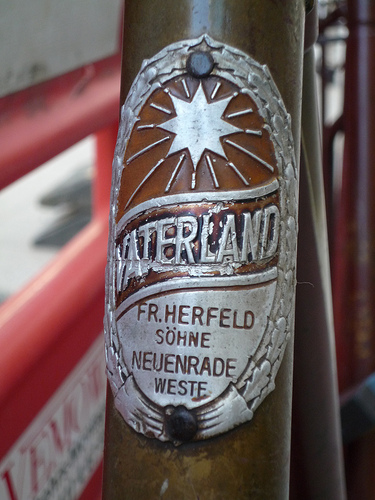 VATERLAND
FR. HERFELD
SÖHNE
NEUENRADE
WESTF.